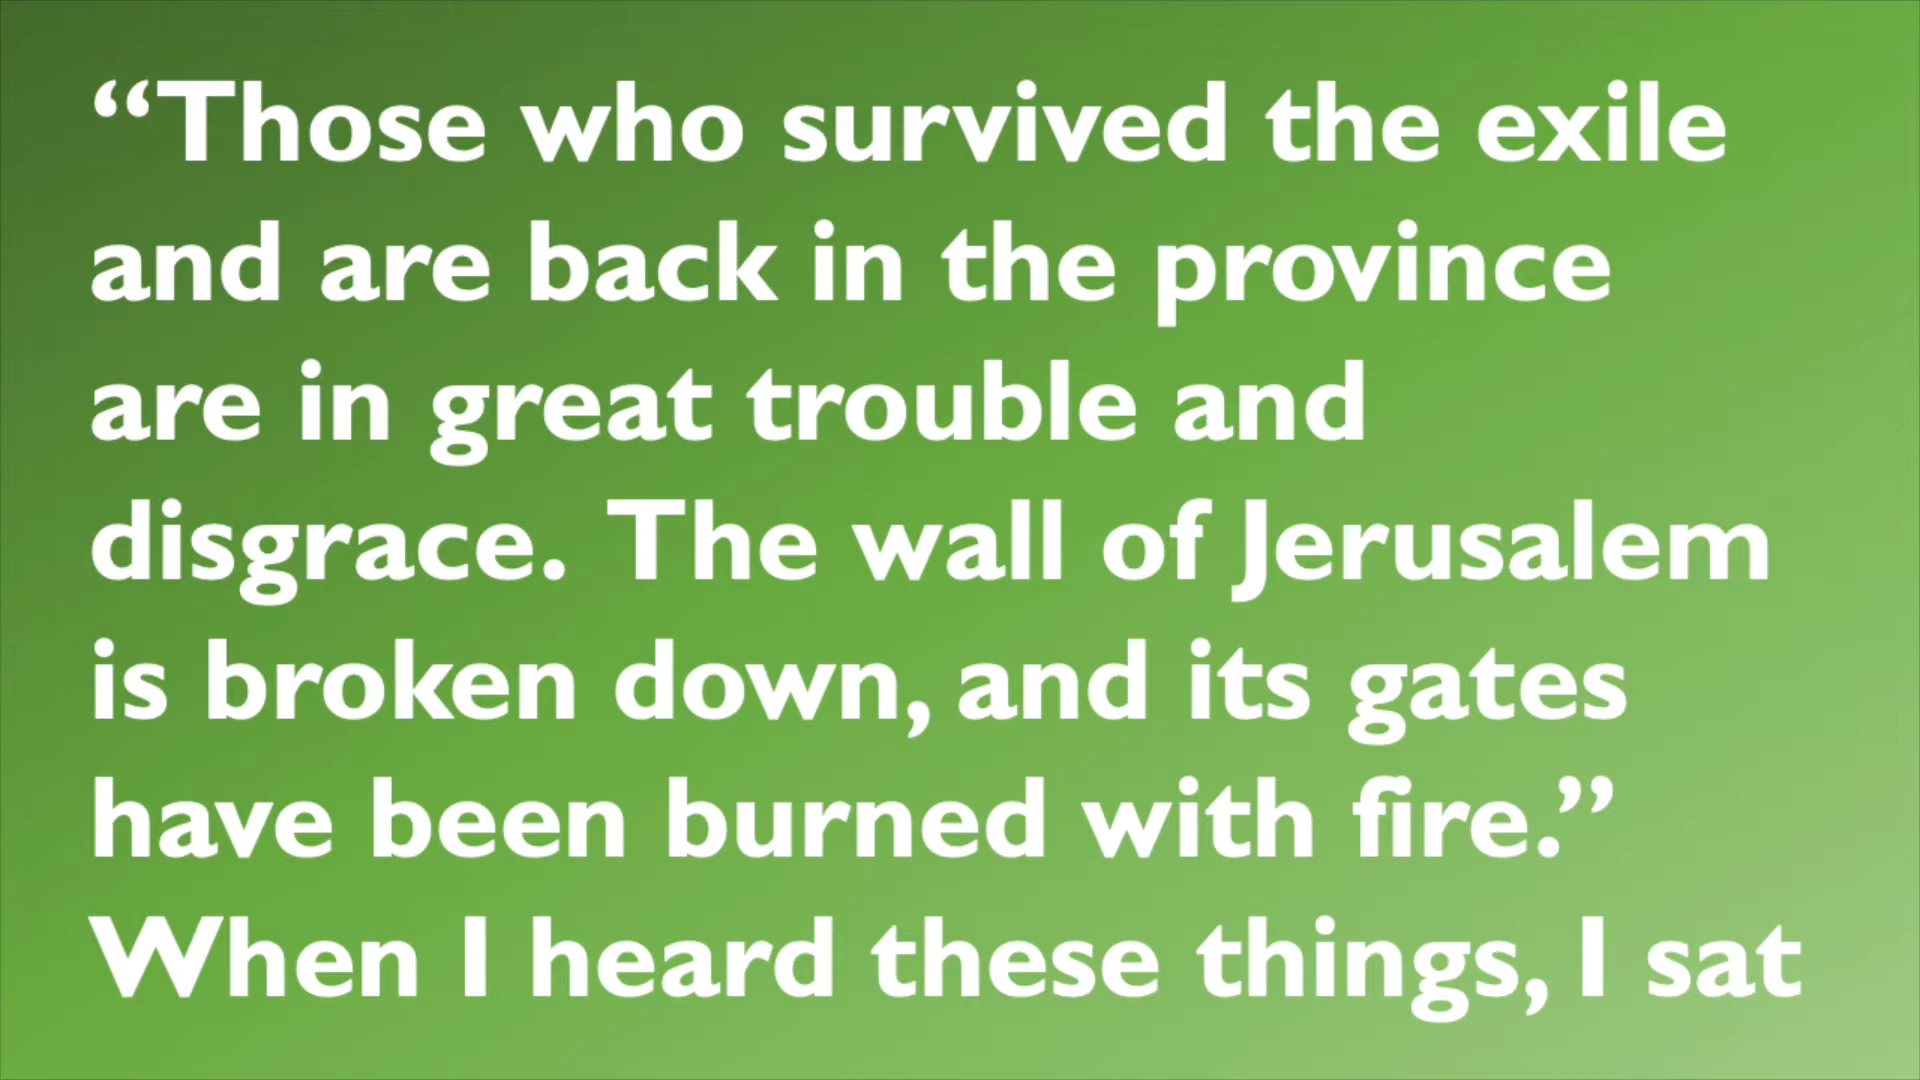 “Those who survived the exile
and are back in the province
are in great trouble and
disgrace. The wall of Jerusalem
is broken down, and its gates
have been burned with fire.”
When I heard these things, I sat